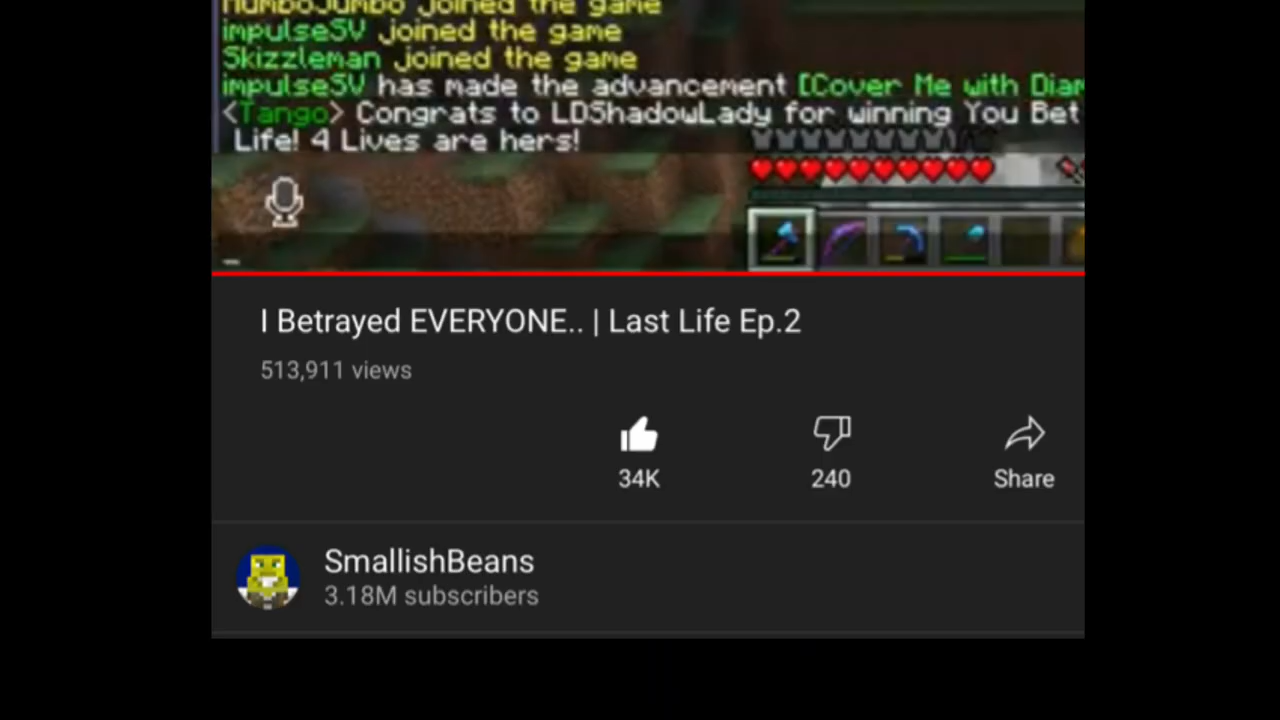 MumboJumbo joined the game
impulseSV joined the game
Skizzleman joined the game
impulseSV has made the advancement [Cover Me with Diam
<Tango> Congrats to LDShadowLady for winning You Bet
Life! 4 Lives are hers!
I Betrayed EVERYONE.. | Last Life Ep.2
513,911 views
34K 240 Share
SmallishBeans
3.18M subscribers